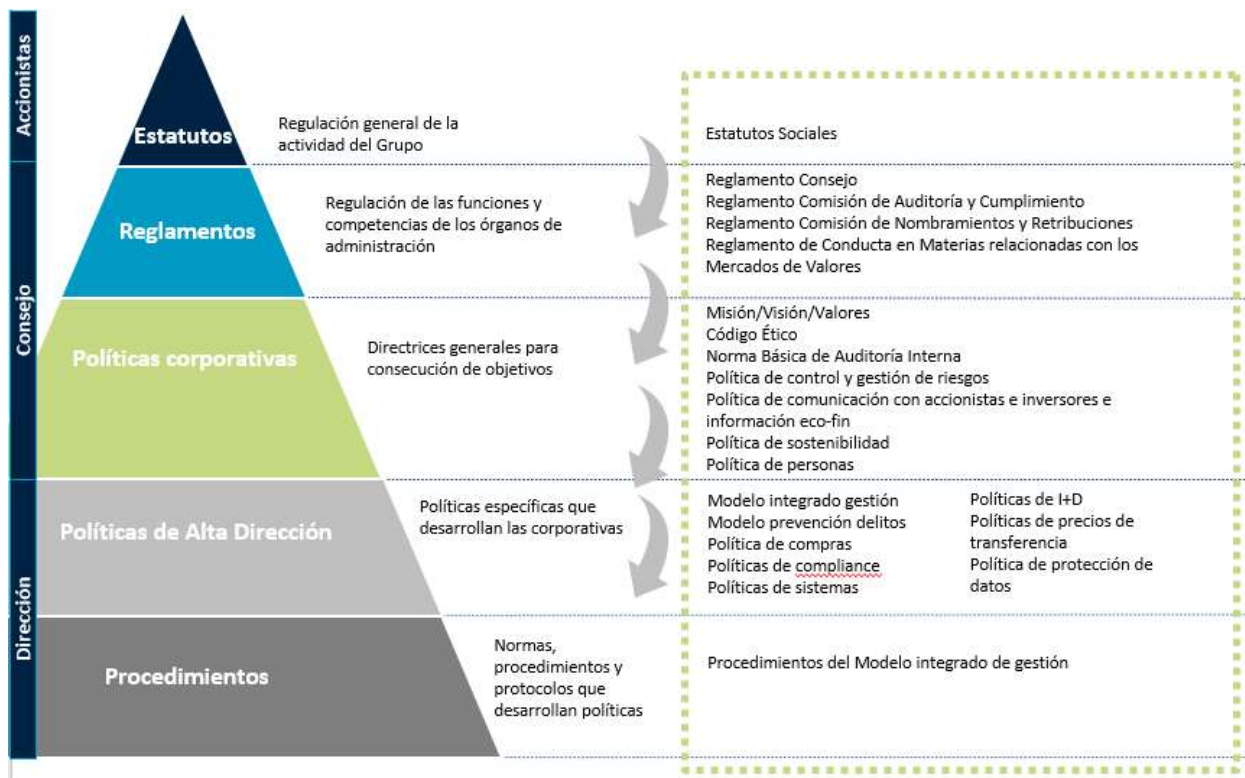 Accionistas
Estatutos
Regulación general de la
actividad del Grupo
Estatutos Sociales
Consejo
Reglamentos
Regulación de las funciones y
competencias de los órganos de
administración
Reglamento Consejo
Reglamento Comisión de Auditoría y Cumplimiento
Reglamento Comisión de Nombramientos y Retribuciones
Reglamento de Conducta en Materias relacionadas con los
Mercados de Valores
Políticas corporativas
Directrices generales para
consecución de objetivos
Misión/Visión/Valores
Código Ético
Norma Básica de Auditoría Interna
Política de control y gestión de riesgos
Política de comunicación con accionistas e inversores e
información eco-fin
Política de sostenibilidad
Política de personas
Dirección
Políticas de Alta Dirección
Políticas específicas que
desarrollan las corporativas
Modelo integrado gestión
Modelo prevención delitos
Política de compras
Políticas de compliance
Políticas de sistemas
Políticas de I+D
Políticas de precios de
transferencia
Política de protección de
datos
Procedimientos
Normas,
procedimientos y
protocolos que
desarrollan políticas
Procedimientos del Modelo integrado de gestión